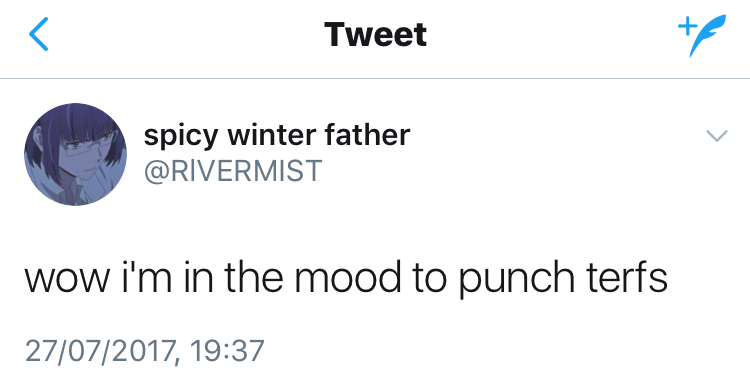 Tweet
spicy winter father
@RIVERMIST
wow i'm in the mood to punch terfs
27/07/2017, 19:37